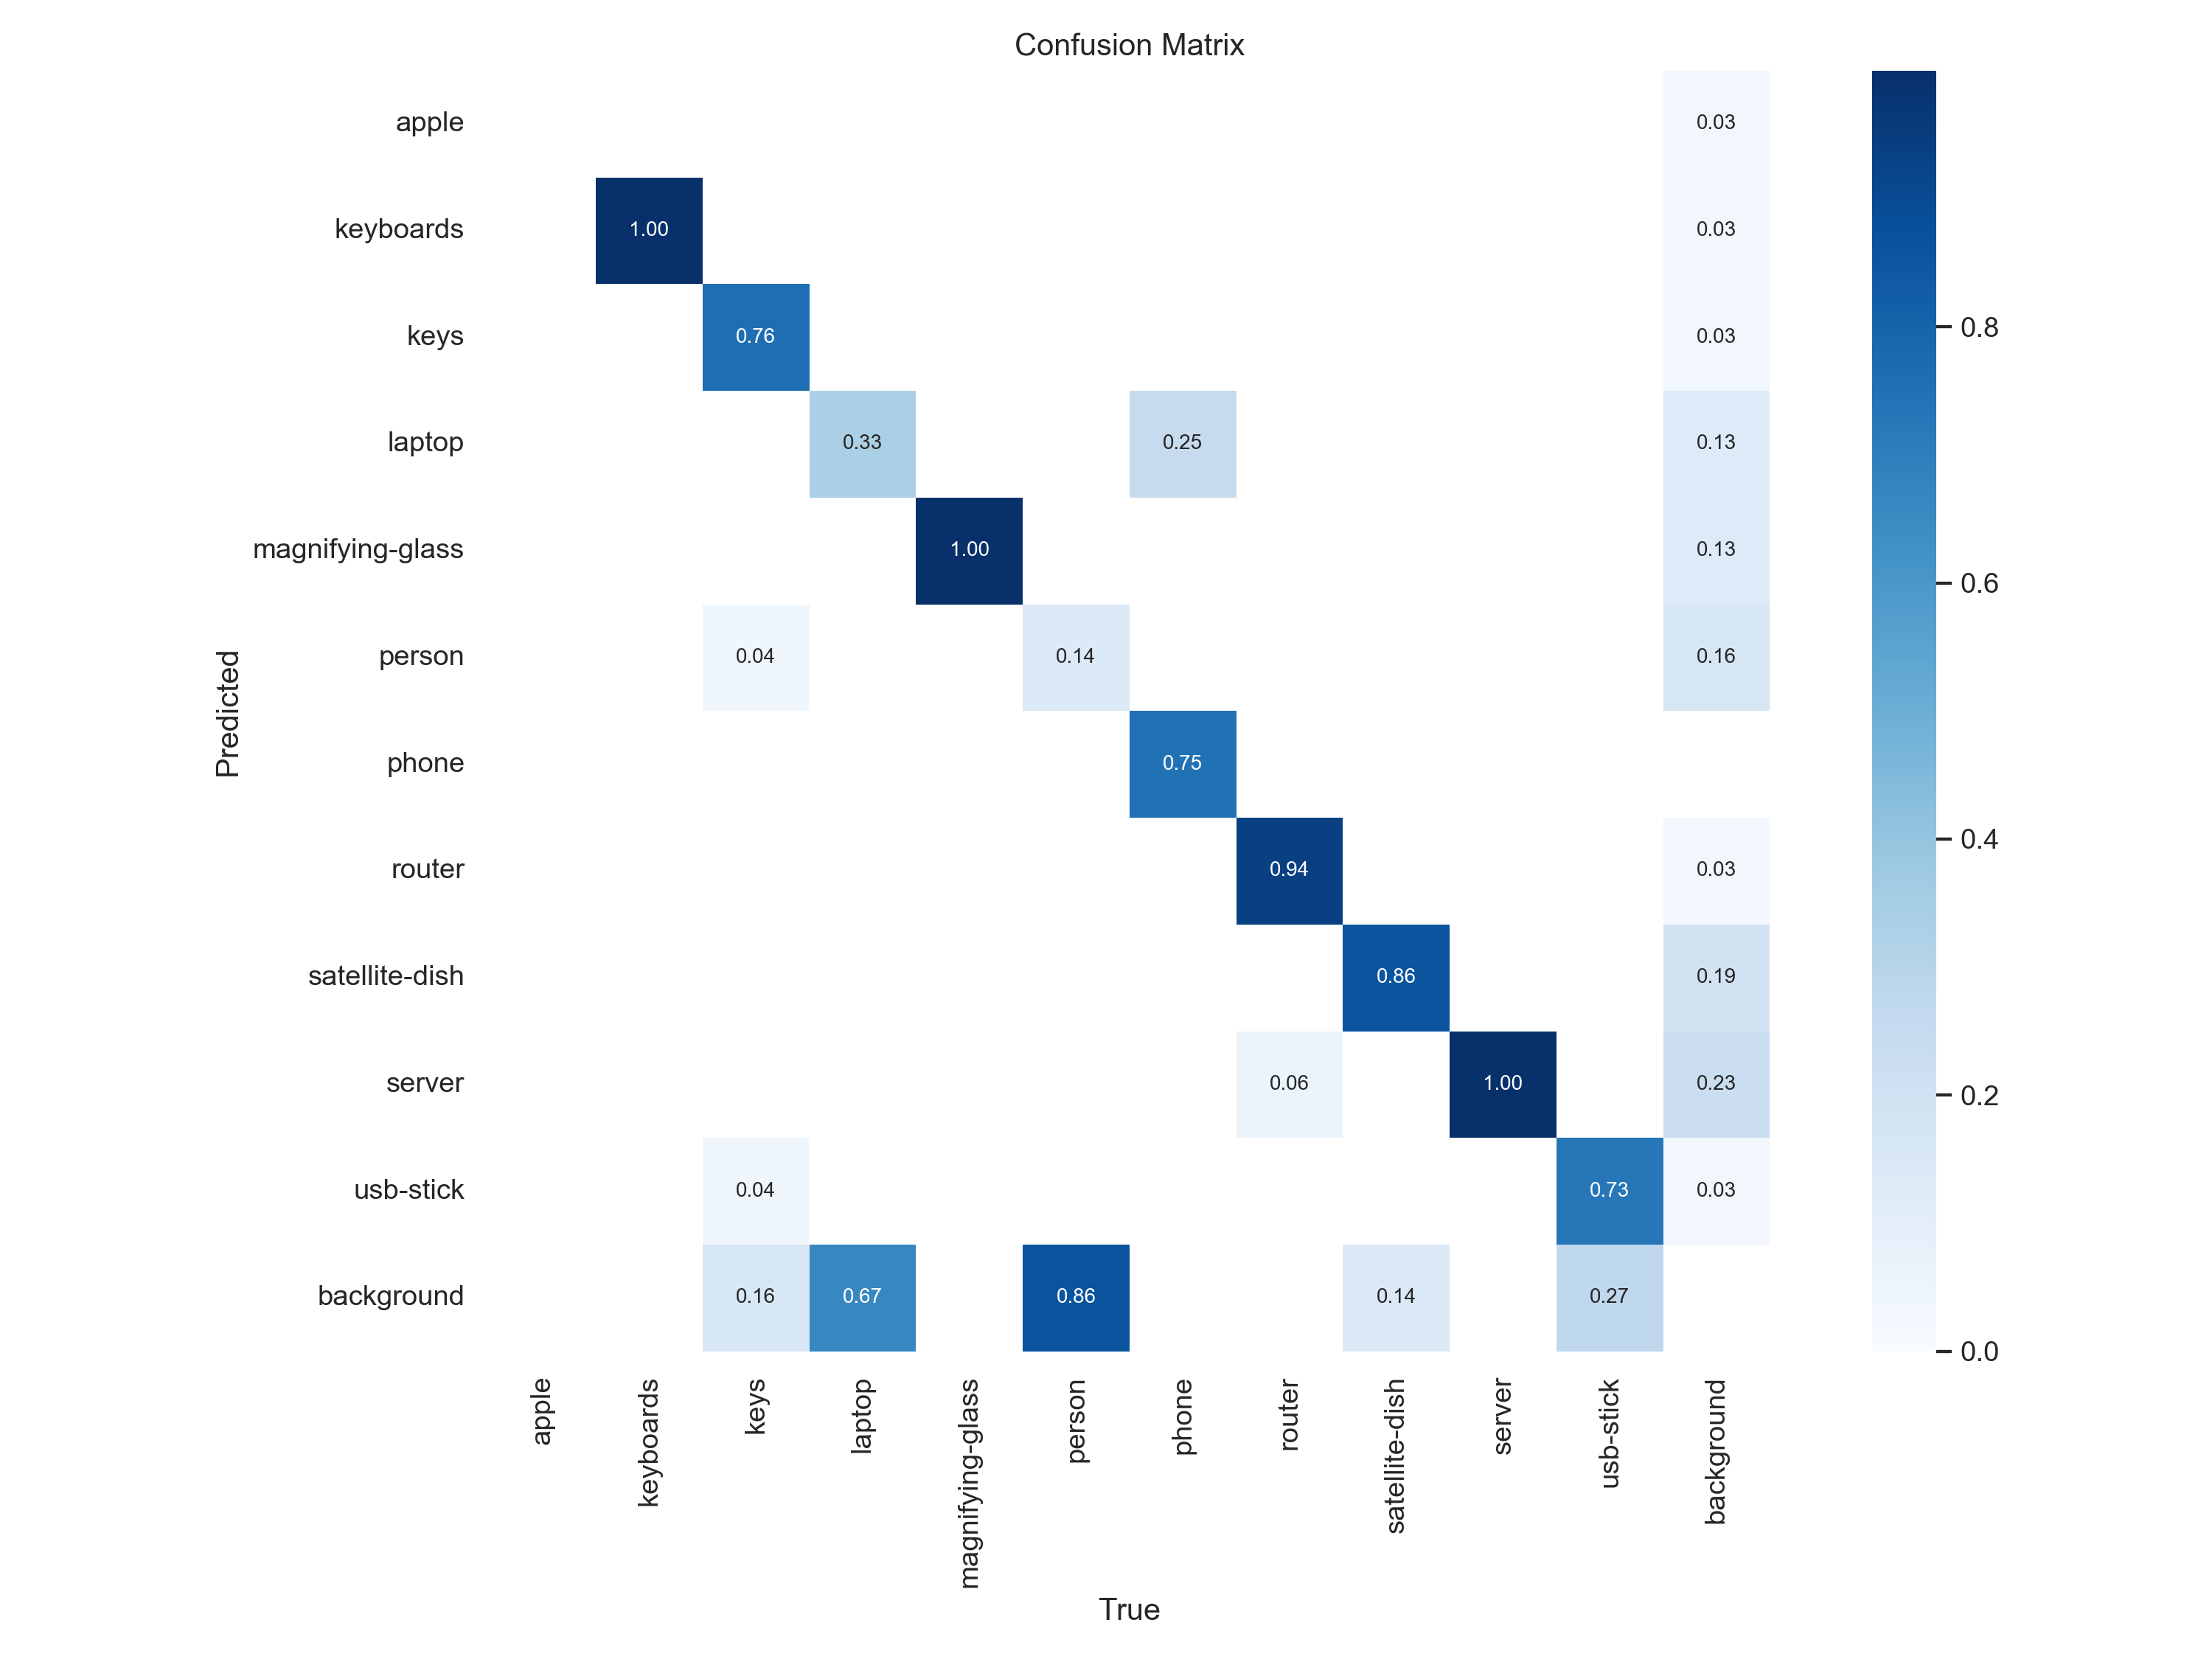 Confusion Matrix
apple 0.03
keyboards 1.00 0.03
keys 0.76 0.03
laptop 0.33 0.25 0.13
magnifying-glass 1.00 0.13
person 0.04 0.14 0.16
phone 0.75
router 0.94 0.03
satellite-dish 0.86 0.19
server 0.06 1.00 0.23
usb-stick 0.04 0.73 0.03
background 0.16 0.67 0.86 0.14 0.27
Predicted
apple
keyboards
keys
laptop
magnifying-glass
person
phone
router
satellite-dish
server
usb-stick
background
True
0.8
0.6
0.4
0.2
0.0